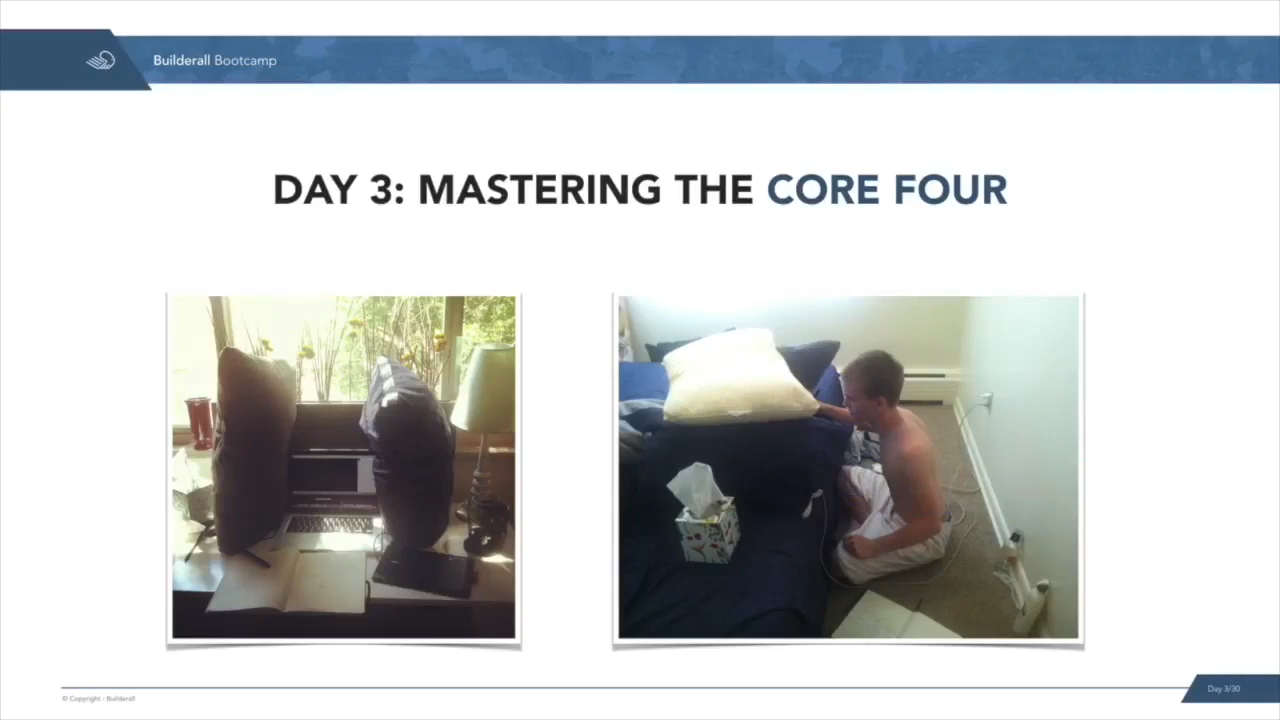 Builderall Bootcamp
DAY 3: MASTERING THE CORE FOUR
© Copyright - Builderall
Day 3/30